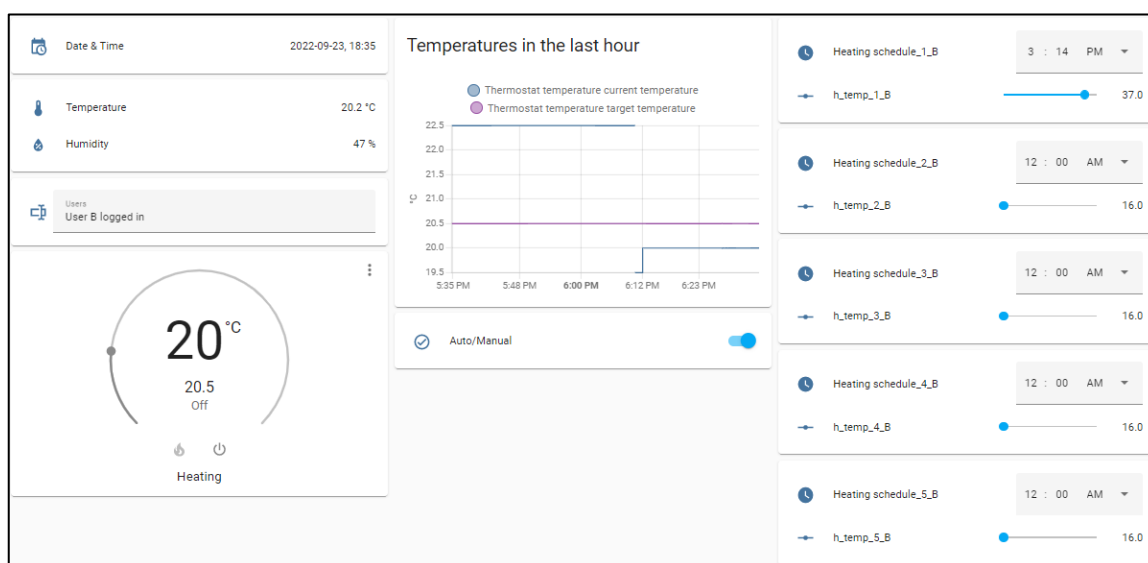 Date & Time 2022-09-23, 18:35
Temperature 20.2 °C
Humidity 47 %
Users
User B logged in
20 °C
20.5
Off
Heating
Temperatures in the last hour
Thermostat temperature current temperature
Thermostat temperature target temperature
22.5
22.0
21.5
21.0
20.5
20.0
19.5
°C
5:35 PM 5:48 PM 6:00 PM 6:12 PM 6:23 PM
Auto/Manual
Heating schedule_1_B 3 : 14 PM
h_temp_1_B 37.0
Heating schedule_2_B 12 : 00 AM
h_temp_2_B 16.0
Heating schedule_3_B 12 : 00 AM
h_temp_3_B 16.0
Heating schedule_4_B 12 : 00 AM
h_temp_4_B 16.0
Heating schedule_5_B 12 : 00 AM
h_temp_5_B 16.0